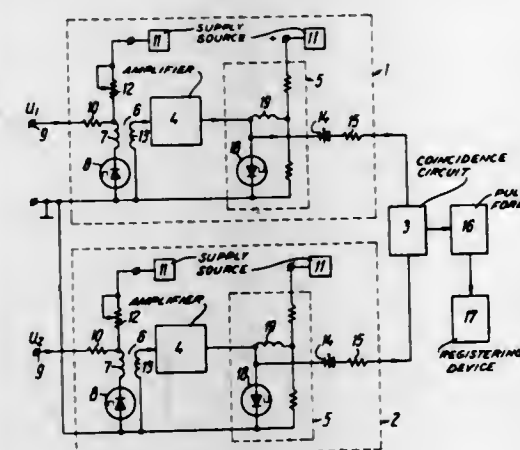 SUPPLY
SOURCE
11
11
5
1
AMPLIFIER
12
U1
10
6
4
19
14
15
9
7
13
8
18
COINCIDENCE
CIRCUIT
3
16
17
REGISTERING
DEVICE
SUPPLY
SOURCE
11
11
AMPLIFIER
12
U2
10
6
4
19
14
15
9
7
13
8
18
5
2